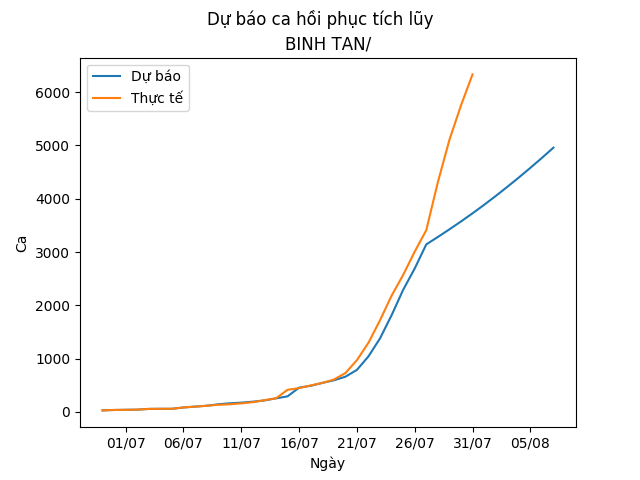 Dự báo ca hồi phục tích lũy
BINH TAN/
Dự báo
Thực tế
6000
5000
4000
3000
2000
1000
0
Ca
01/07 06/07 11/07 16/07 21/07 26/07 31/07 05/08
Ngày